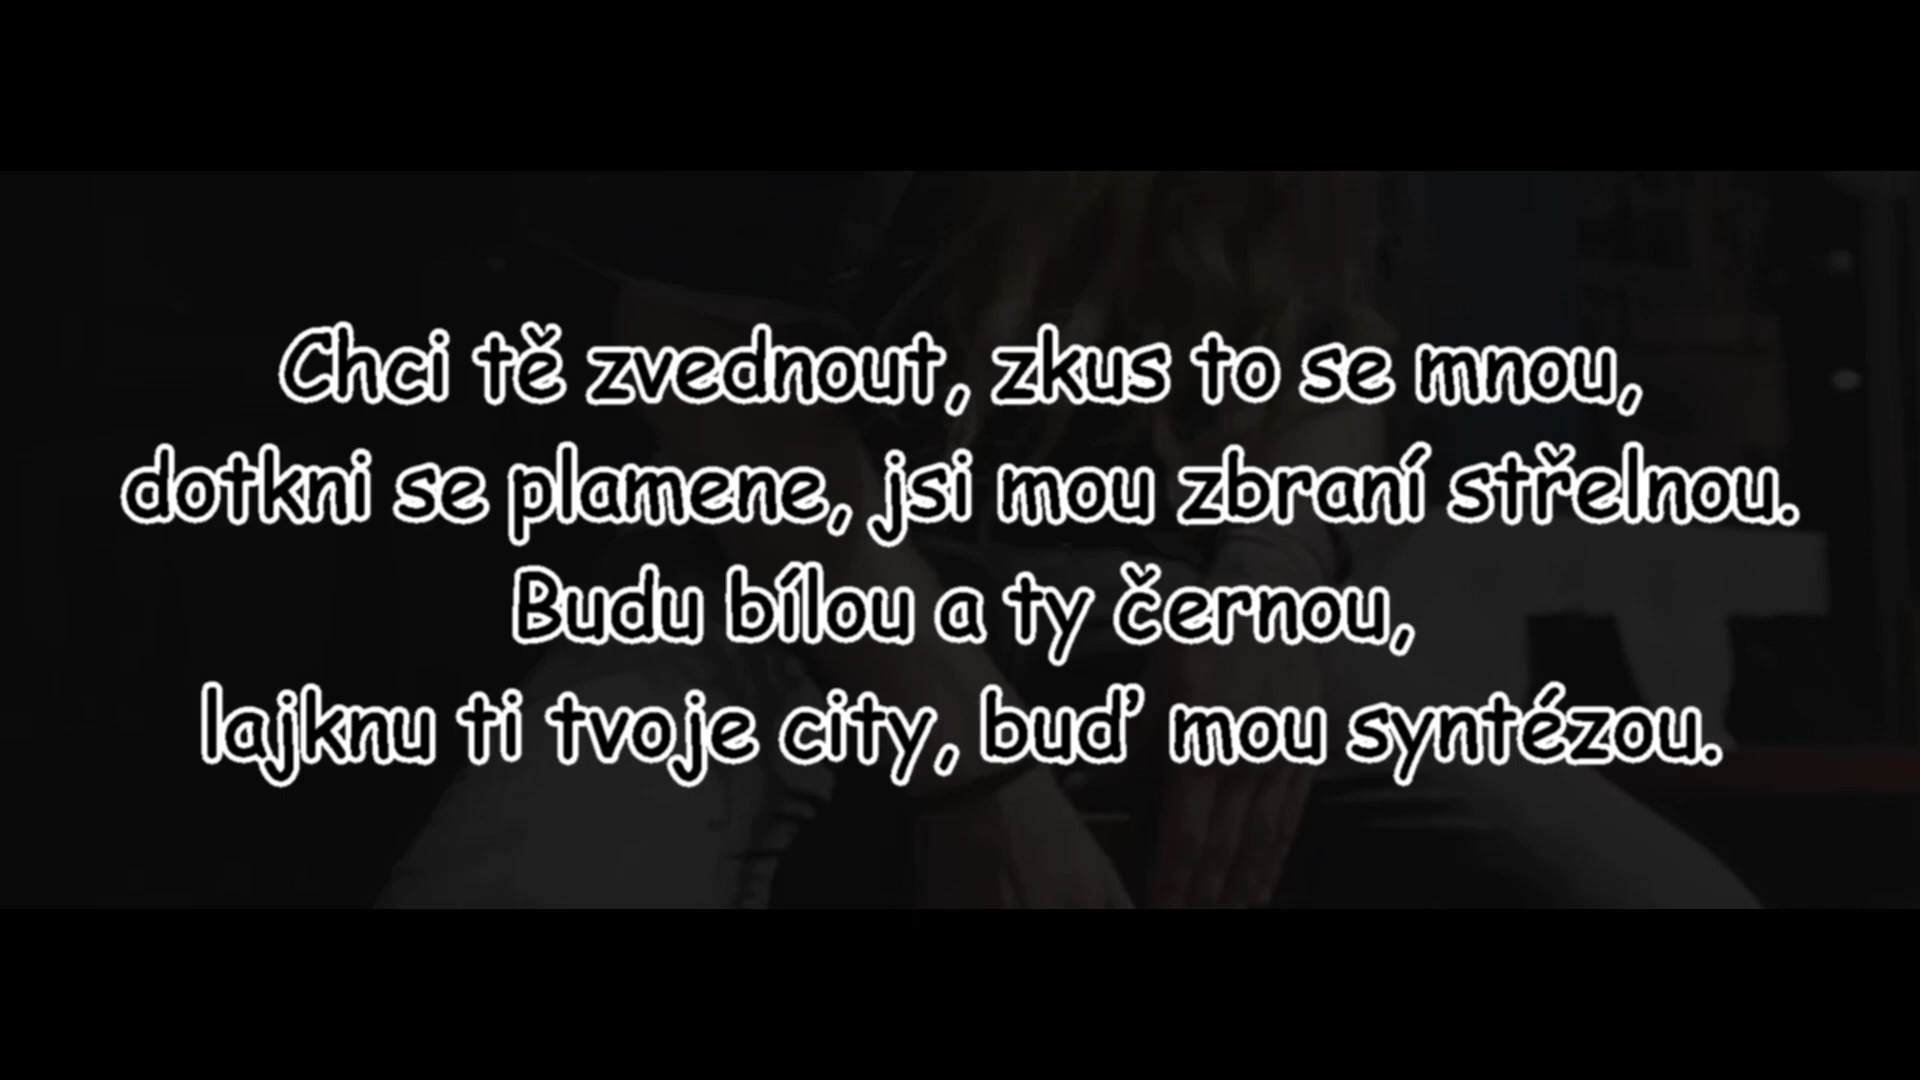 Chci tě zvednout, zkus to se mnou,
dotkni se plamene, jsi mou zbraní střelnou.
Budu bílou a ty černou,
lajknu ti tvoje city, buď mou syntézou.